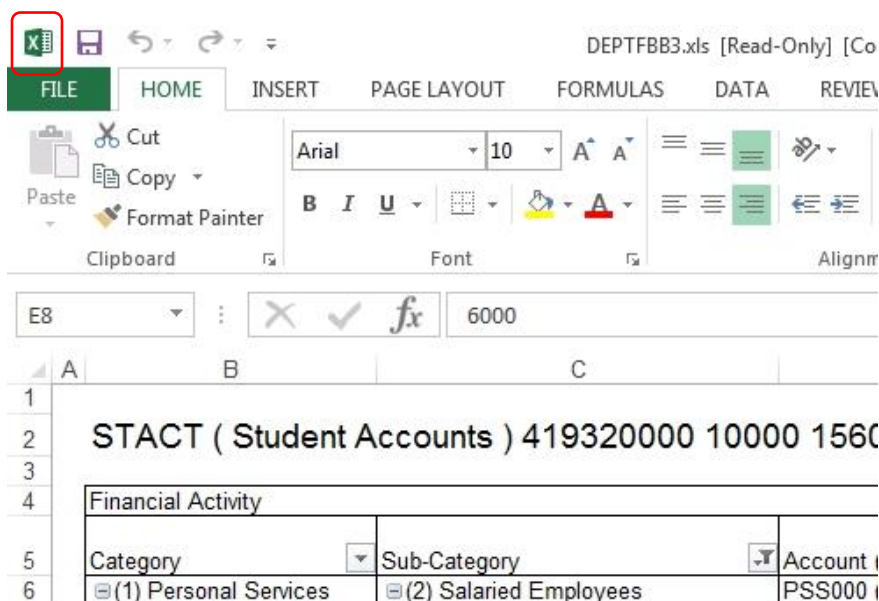 DEPTFBB3.xls [Read-Only] [Co
FILE HOME INSERT PAGE LAYOUT FORMULAS DATA REVIEV
Cut
Arial 10 A A
Copy
Paste
Format Painter
B I U A
Clipboard Font Alignm
E8 fx 6000
A B C
1
2 STACT ( Student Accounts ) 419320000 10000 1560
3
4 Financial Activity
5 Category Sub-Category Account (
6 (1) Personal Services (2) Salaried Employees PSS000 (